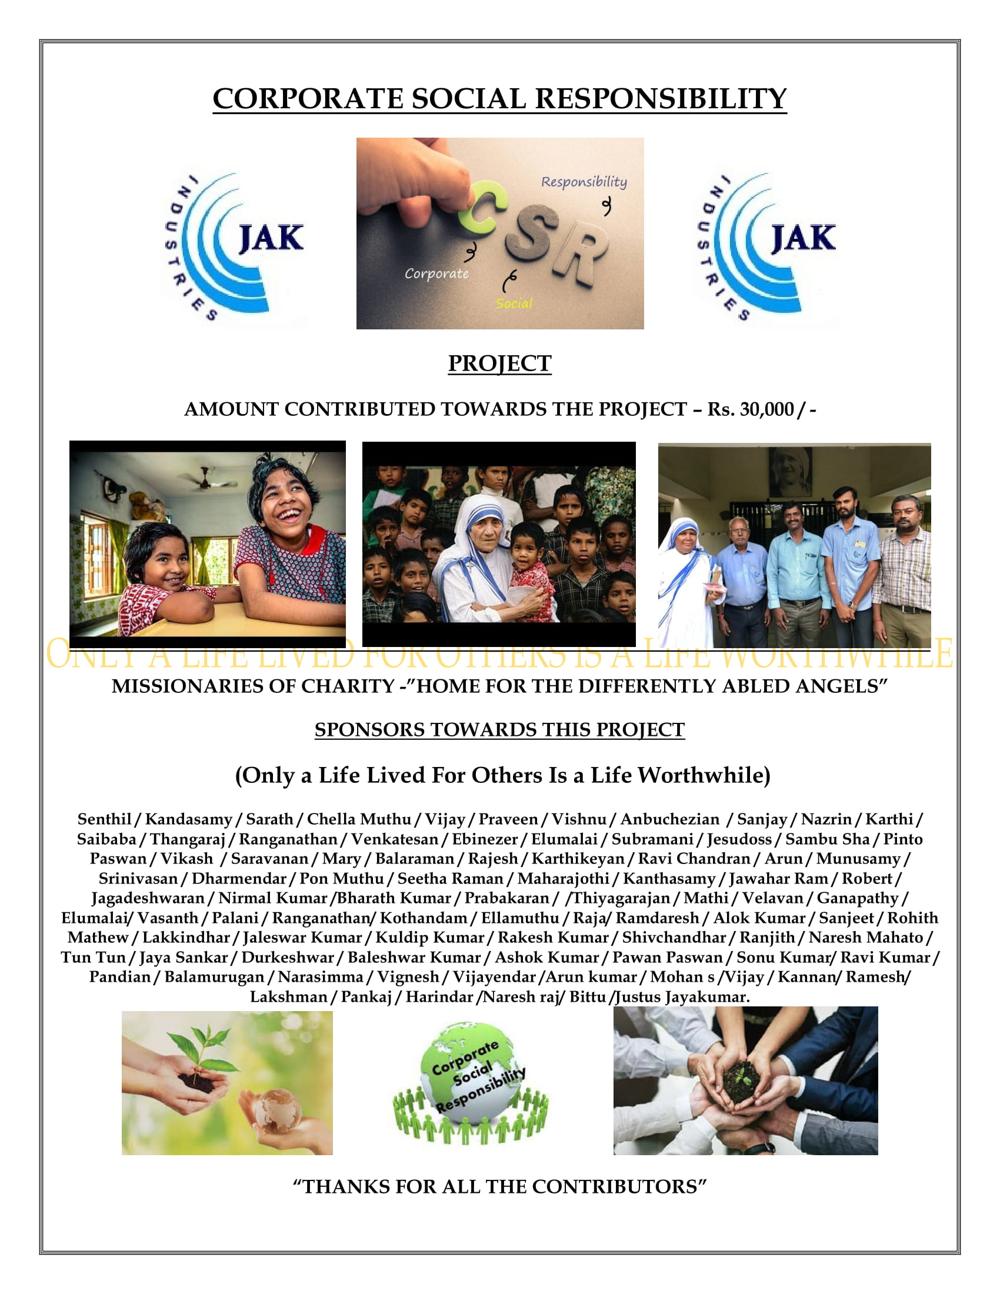 CORPORATE SOCIAL RESPONSIBILITY
INDUSTRIES
JAK
Responsibility
CSR
Corporate
Social
INDUSTRIES
JAK
PROJECT
AMOUNT CONTRIBUTED TOWARDS THE PROJECT – Rs. 30,000 / -
ONLY A LIFE LIVED FOR OTHERS IS A LIFE WORTHWHILE
MISSIONARIES OF CHARITY -”HOME FOR THE DIFFERENTLY ABLED ANGELS”
SPONSORS TOWARDS THIS PROJECT
(Only a Life Lived For Others Is a Life Worthwhile)
Senthil / Kandasamy / Sarath / Chella Muthu / Vijay / Praveen / Vishnu / Anbuchezian / Sanjay / Nazrin / Karthi /
Saibaba / Thangaraj / Ranganathan / Venkatesan / Ebinezer / Elumalai / Subramani / Jesudoss / Sambu Sha / Pinto
Paswan / Vikash / Saravanan / Mary / Balaraman / Rajesh / Karthikeyan / Ravi Chandran / Arun / Munusamy /
Srinivasan / Dharmendar / Pon Muthu / Seetha Raman / Maharajothi / Kanthasamy / Jawahar Ram / Robert /
Jagadeshwaran / Nirmal Kumar /Bharath Kumar / Prabakaran / /Thiyagarajan / Mathi / Velavan / Ganapathy /
Elumalai/ Vasanth / Palani / Ranganathan/ Kothandam / Ellamuthu / Raja/ Ramdaresh / Alok Kumar / Sanjeet / Rohith
Mathew / Lakkindhar / Jaleswar Kumar / Kuldip Kumar / Rakesh Kumar / Shivchandhar / Ranjith / Naresh Mahato /
Tun Tun / Jaya Sankar / Durkeshwar / Baleshwar Kumar / Ashok Kumar / Pawan Paswan / Sonu Kumar/ Ravi Kumar /
Pandian / Balamurugan / Narasimma / Vignesh / Vijayendar /Arun kumar / Mohan s /Vijay / Kannan/ Ramesh/
Lakshman / Pankaj / Harindar /Naresh raj/ Bittu /Justus Jayakumar.
Corporate
Social
Responsibility
“THANKS FOR ALL THE CONTRIBUTORS”